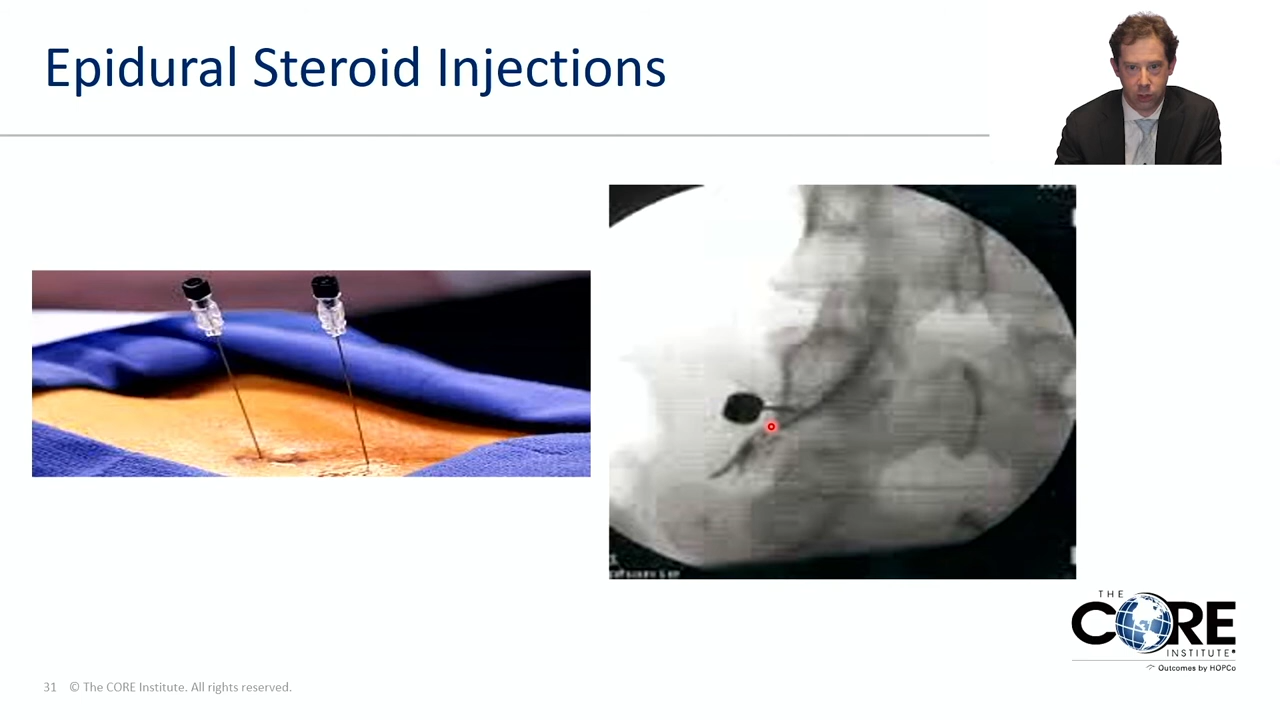 Epidural Steroid Injections
THE
CORE
INSTITUTE®
Outcomes by HOPCo
31 © The CORE Institute. All rights reserved.